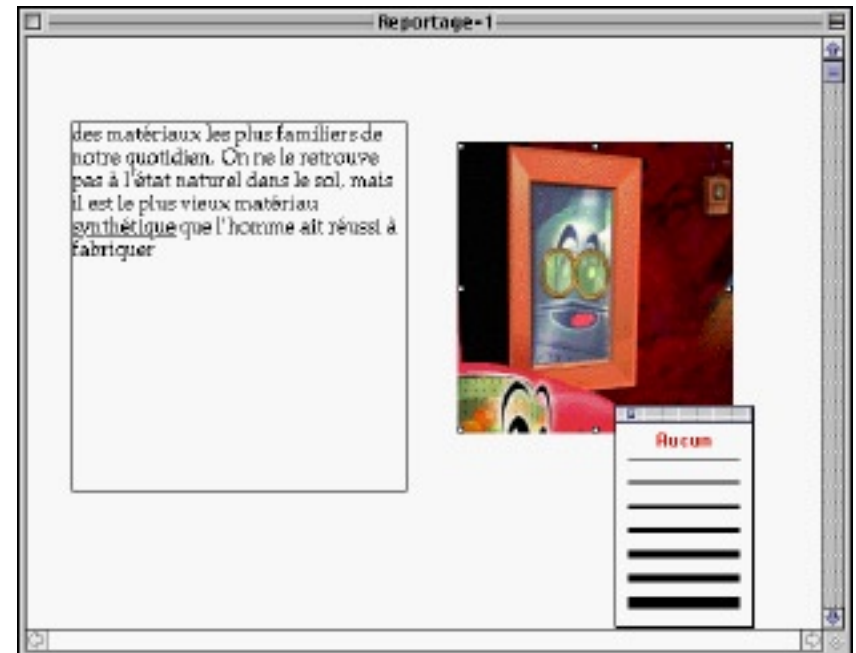 Reportage-1
des matériaux les plus familiers de
notre quotidien. On ne le retrouve
pas à l'état naturel dans le sol, mais
il est le plus vieux matériau
synthétique que l'homme ait réussi à
fabriquer
Aucun